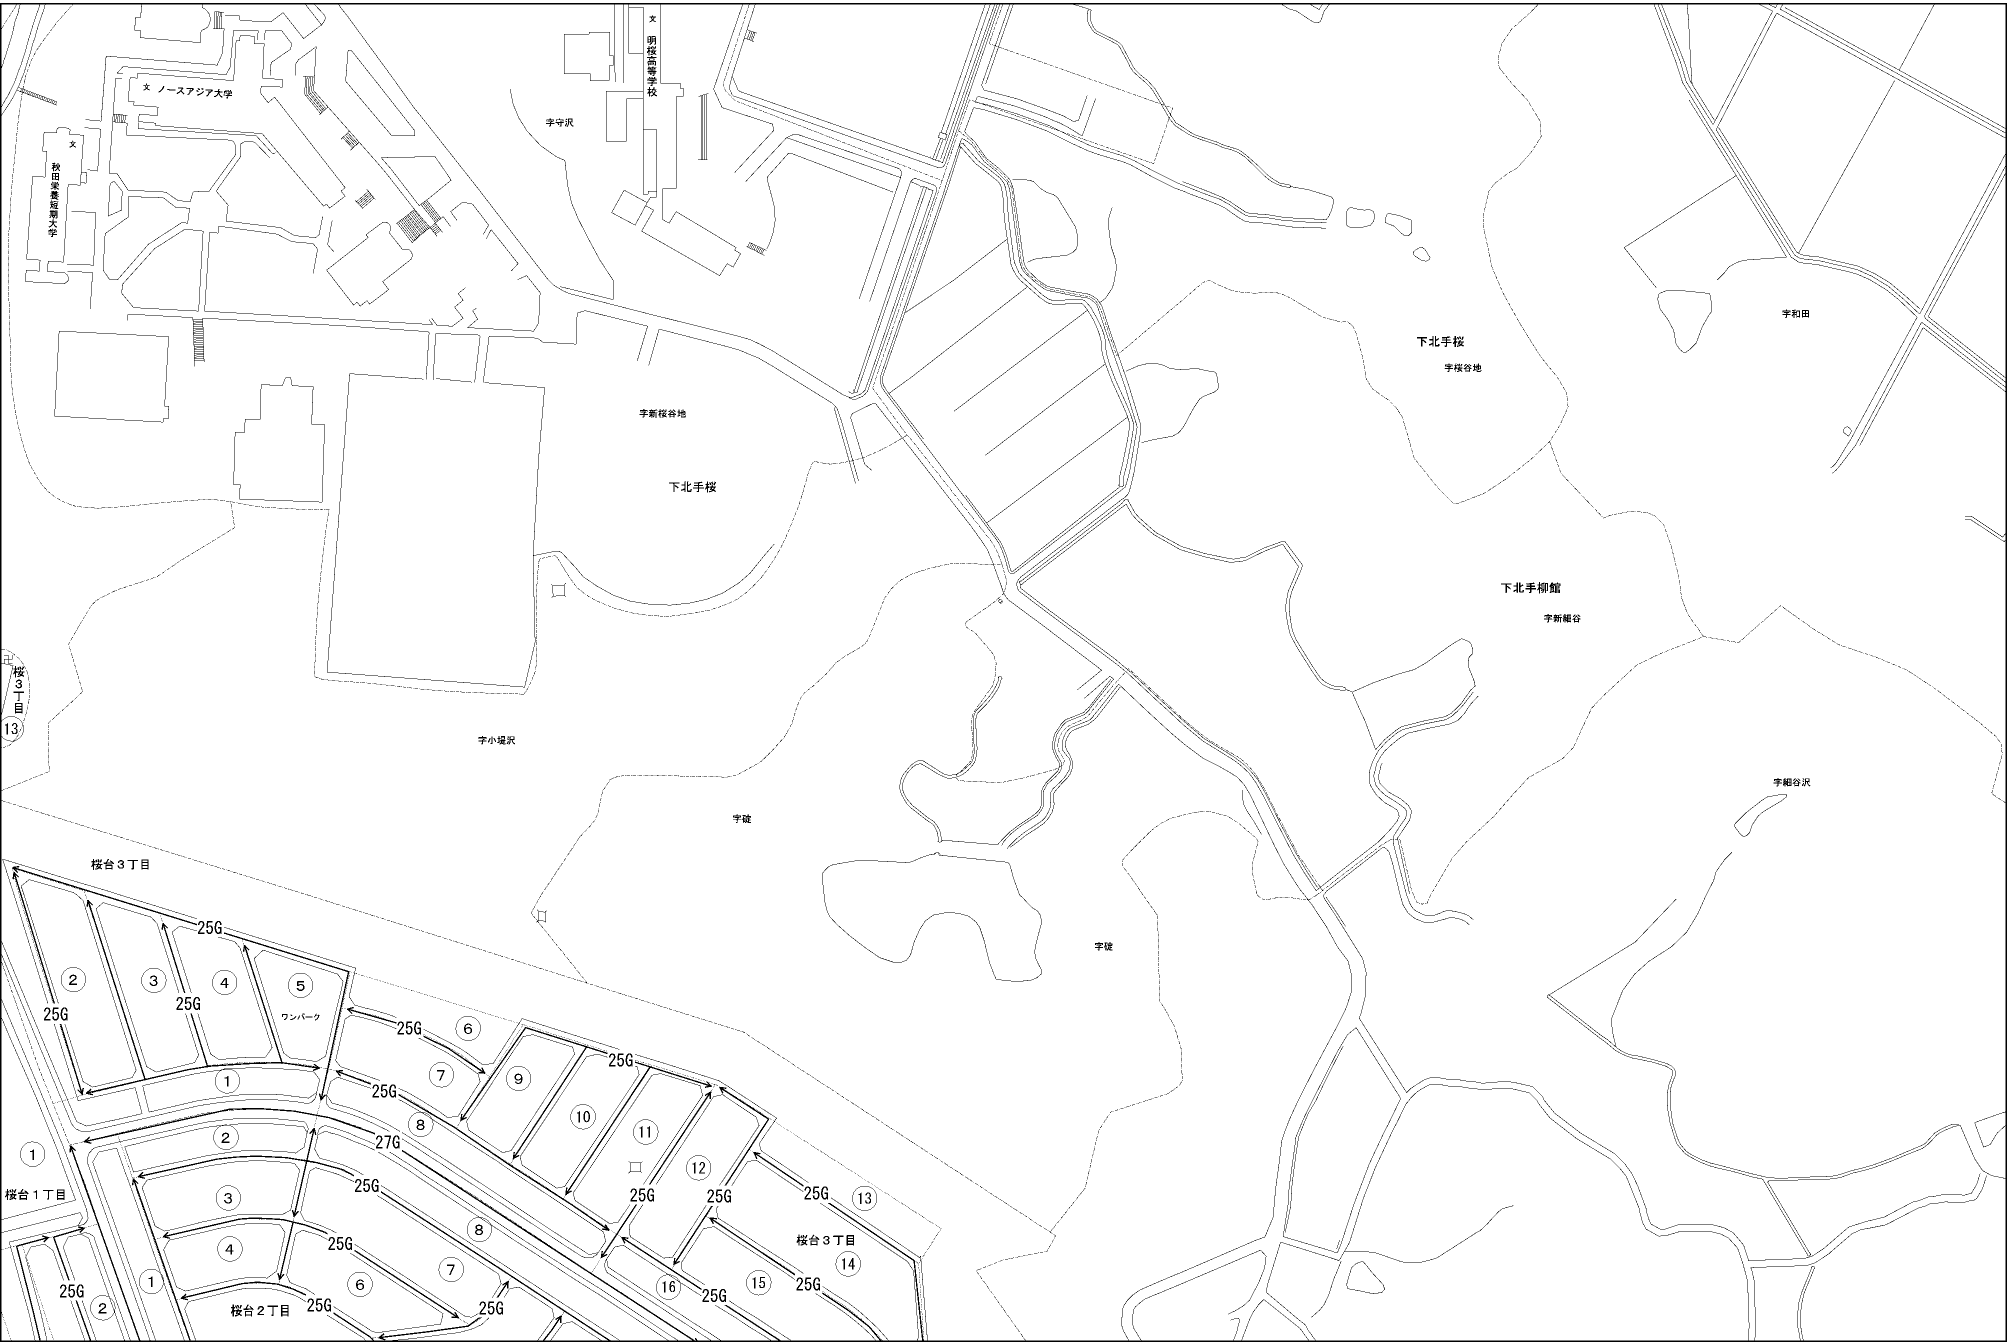 文
明桜高等学校
文 ノースアジア大学
字守沢
文
秋田栄養短期大学
字和田
下北手桜
字桜谷地
字新桜谷地
下北手桜
下北手柳館
字新細谷
卍
桜3丁目
13
字小堤沢
字細谷沢
字碇
桜台3丁目
字碇
25G
2
3
4
5
25G
25G
ワンパーク
25G
6
25G
7
9
1
25G
10
8
11
27G
2
1
12
桜台1丁目
25G
3
25G
25G
25G
13
8
桜台3丁目
25G
4
14
7
15
25G
6
16
1
25G
25G
2
桜台2丁目
25G
25G